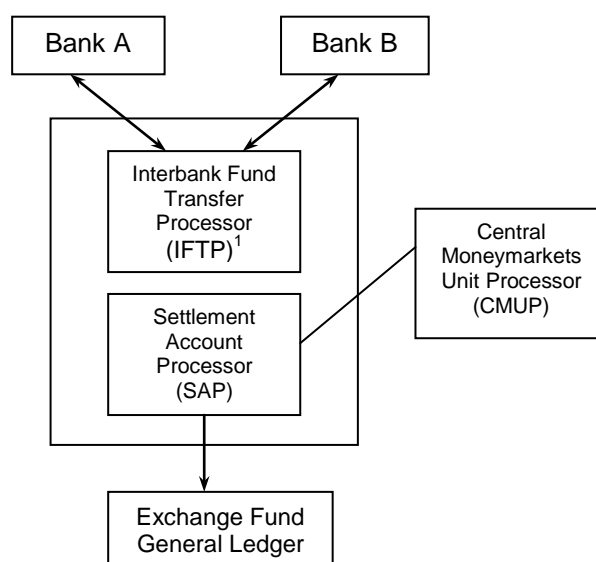 Bank A
Bank B
Interbank Fund
Transfer
Processor
(IFTP)1
Central
Moneymarkets
Unit Processor
(CMUP)
Settlement
Account
Processor
(SAP)
Exchange Fund
General Ledger